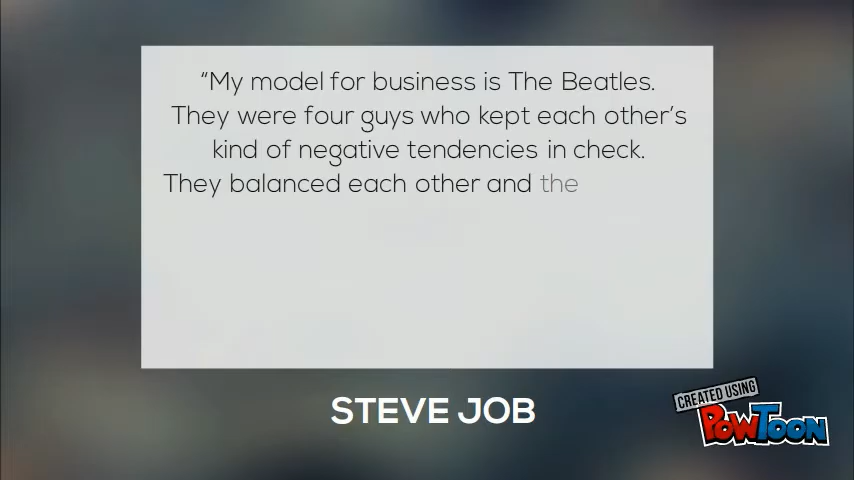 “My model for business is The Beatles.
They were four guys who kept each other’s
kind of negative tendencies in check.
They balanced each other and the
STEVE JOB
CREATED USING
POWTOON